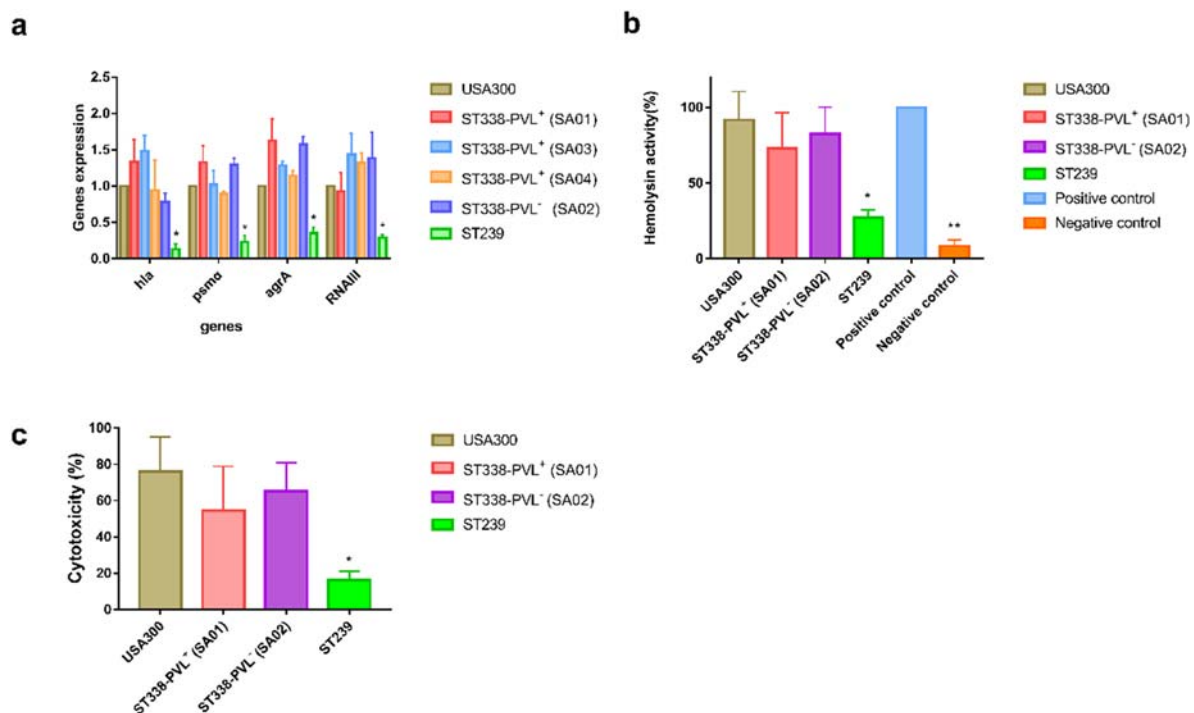 a
Genes expression
2.5
2.0
1.5
1.0
0.5
0.0
*
*
*
*
hla
psmα
agrA
RNAIII
genes
USA300
ST338-PVL+ (SA01)
ST338-PVL+ (SA03)
ST338-PVL+ (SA04)
ST338-PVL- (SA02)
ST239
b
Hemolysin activity(%)
100
50
0
*
**
USA300
ST338-PVL+ (SA01)
ST338-PVL- (SA02)
ST239
Positive control
Negative control
USA300
ST338-PVL+ (SA01)
ST338-PVL- (SA02)
ST239
Positive control
Negative control
c
Cytotoxicity (%)
100
80
60
40
20
0
*
USA300
ST338-PVL+ (SA01)
ST338-PVL- (SA02)
ST239
USA300
ST338-PVL+ (SA01)
ST338-PVL- (SA02)
ST239